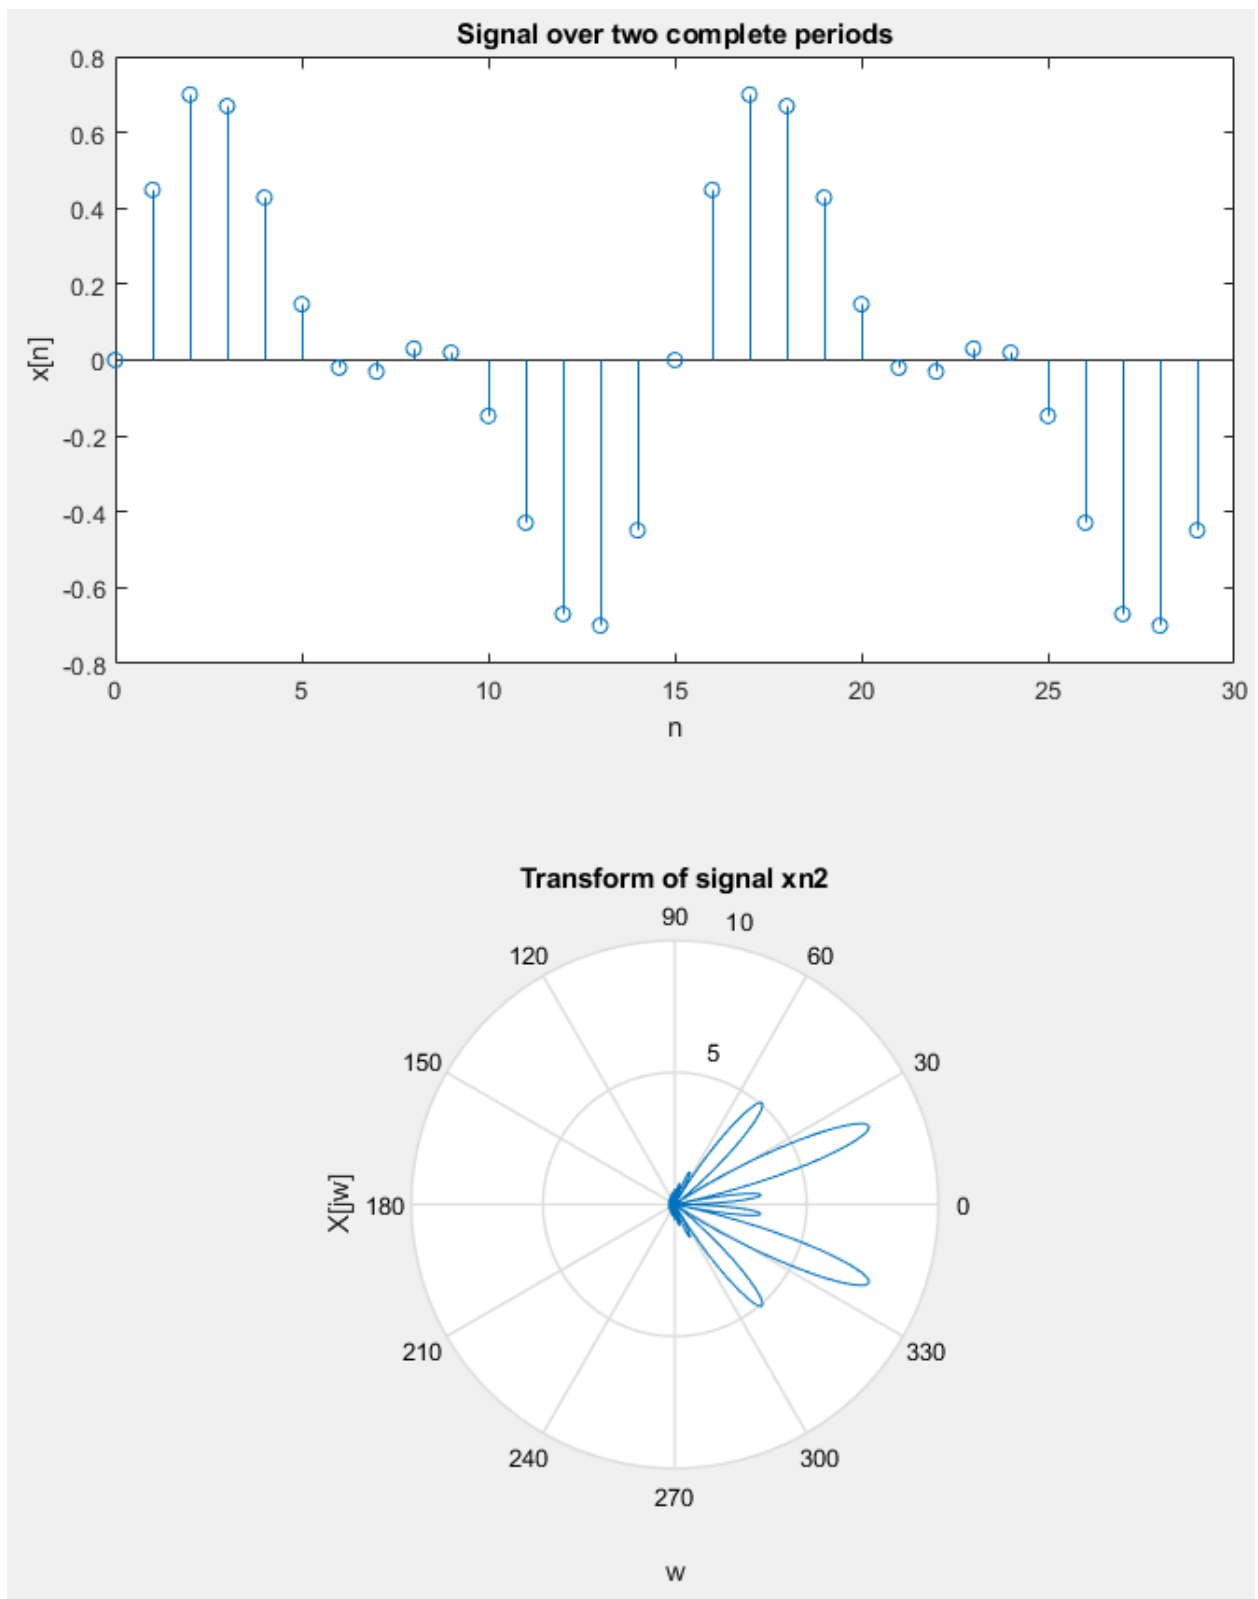 Signal over two complete periods
0.8
0.6
0.4
0.2
0
-0.2
-0.4
-0.6
-0.8
x[n]
0 5 10 15 20 25 30
n
Transform of signal xn2
90 10
120 60
5
150 30
X[jw] 180 0
210 330
240 300
270
w